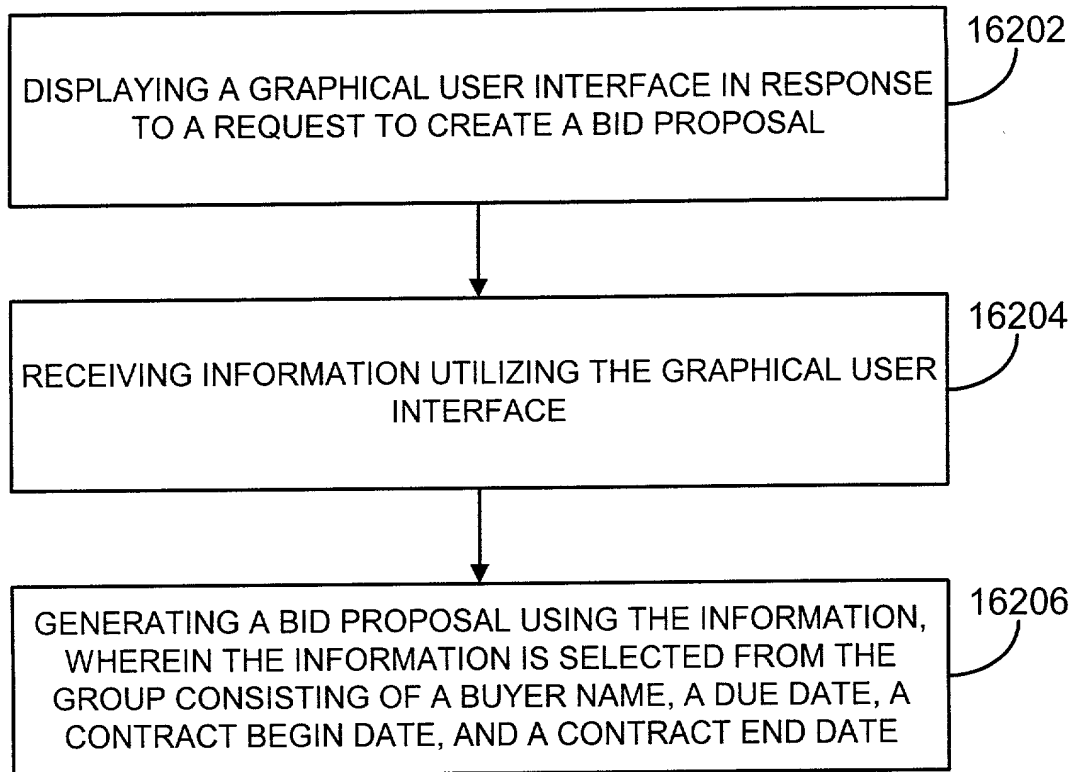 16202
DISPLAYING A GRAPHICAL USER INTERFACE IN RESPONSE
TO A REQUEST TO CREATE A BID PROPOSAL
16204
RECEIVING INFORMATION UTILIZING THE GRAPHICAL USER
INTERFACE
16206
GENERATING A BID PROPOSAL USING THE INFORMATION,
WHEREIN THE INFORMATION IS SELECTED FROM THE
GROUP CONSISTING OF A BUYER NAME, A DUE DATE, A
CONTRACT BEGIN DATE, AND A CONTRACT END DATE